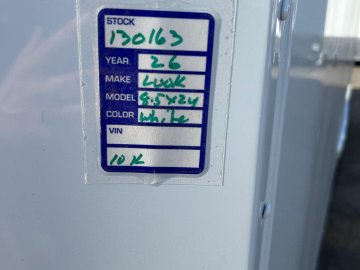 STOCK
130163
YEAR 26
MAKE Look
MODEL 8.5x24
COLOR White
VIN
10K